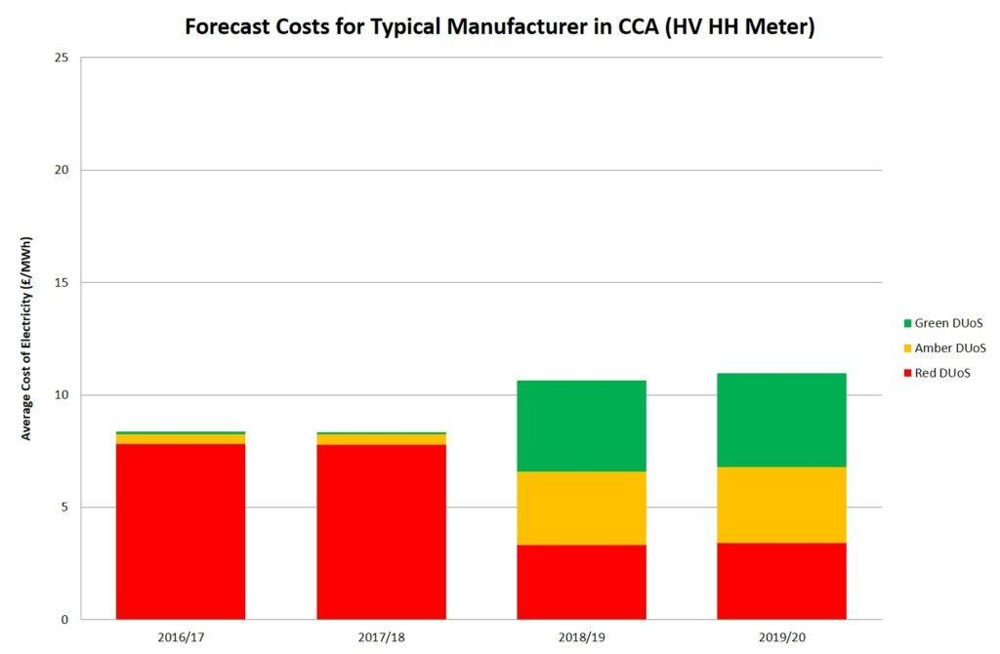 Forecast Costs for Typical Manufacturer in CCA (HV HH Meter)
25
20
15
10
5
0
Average Cost of Electricity (£/MWh)
2016/17
2017/18
2018/19
2019/20
Green DUoS
Amber DUoS
Red DUoS